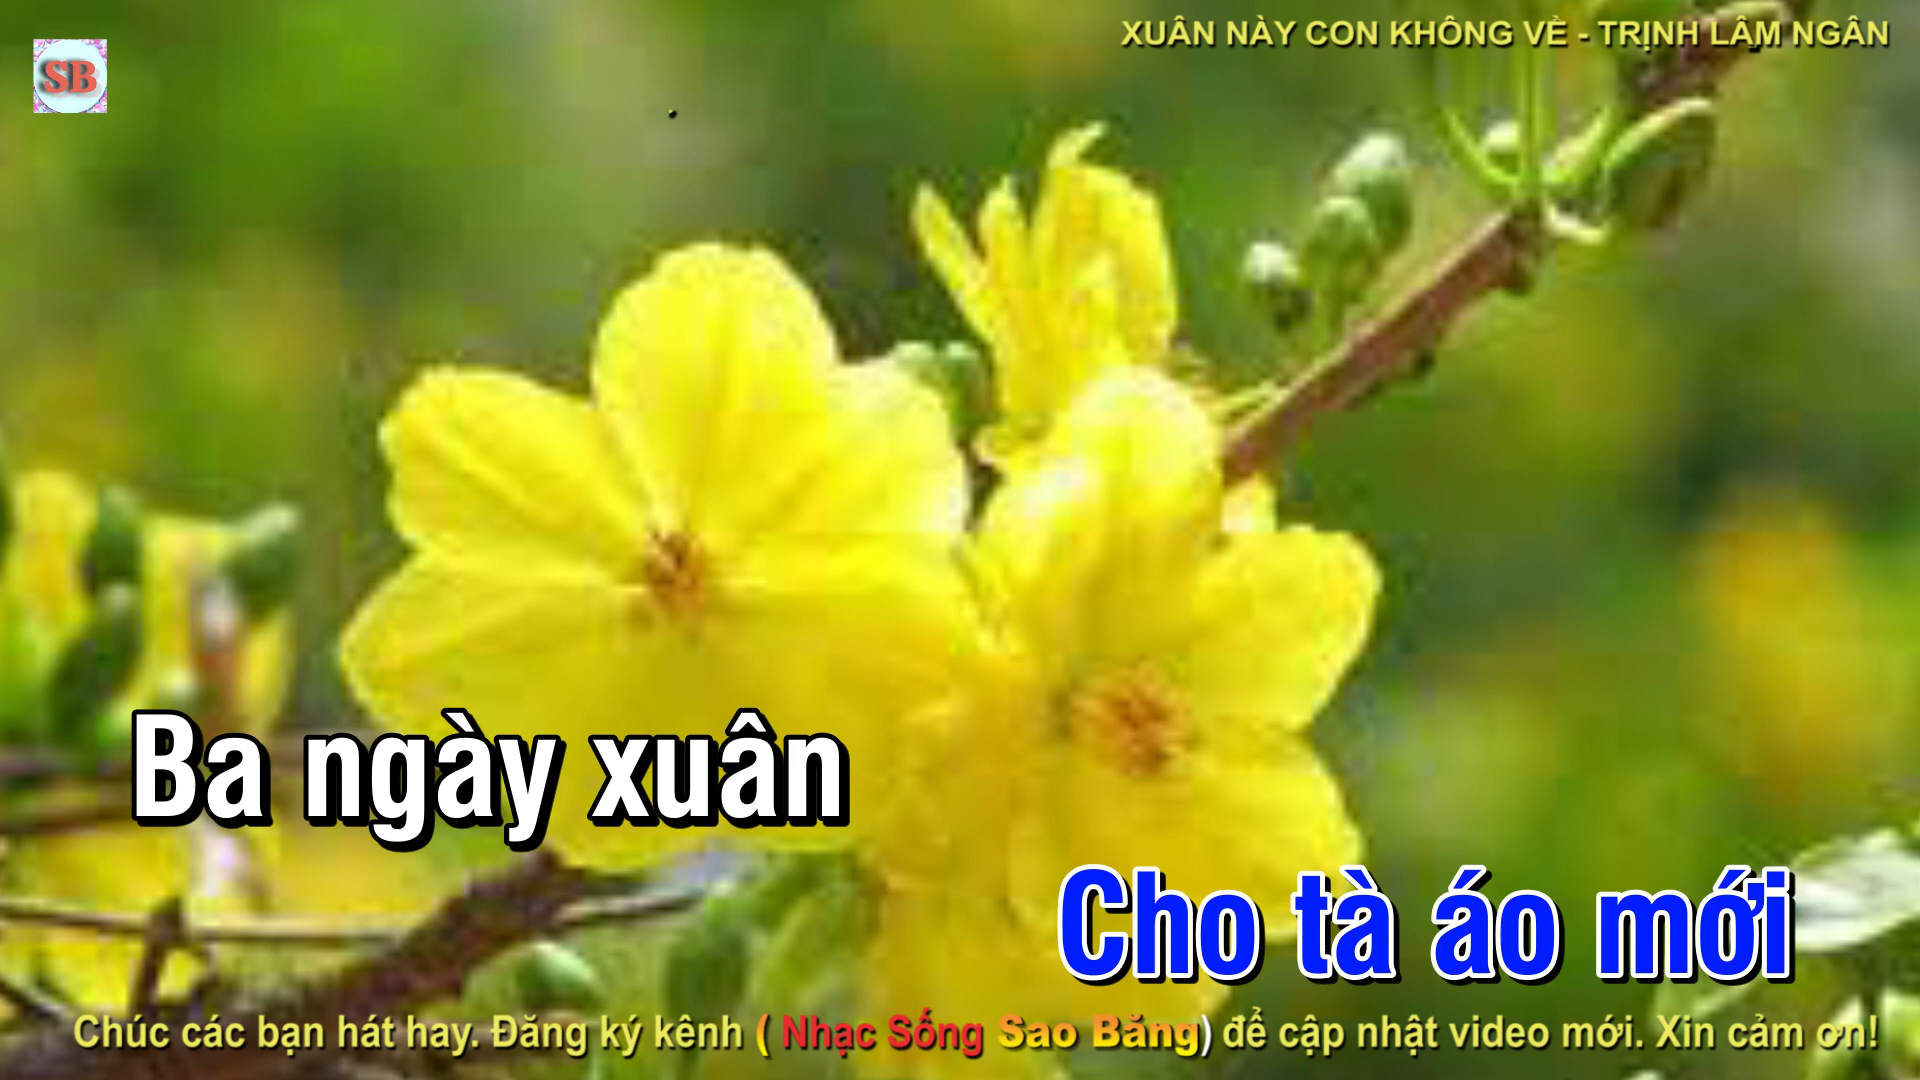 XUÂN NÀY CON KHÔNG VỀ - TRỊNH LÂM NGÂN
SB
Ba ngày xuân
Cho tà áo mới
Chúc các bạn hát hay. Đăng ký kênh ( Nhạc Sống Sao Băng) để cập nhật video mới. Xin cảm ơn!